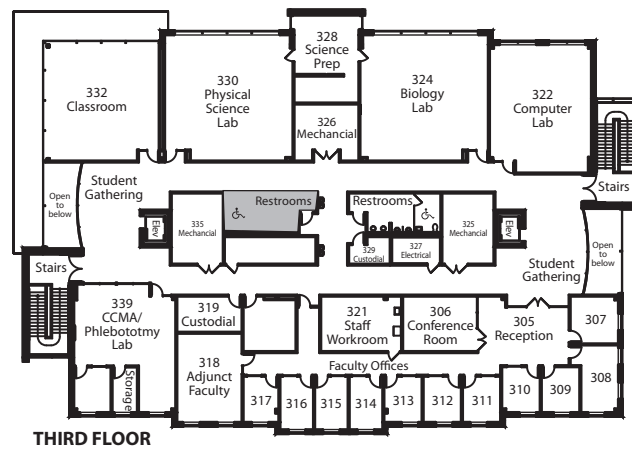 328
Science
Prep
332
Classroom
330
Physical
Science
Lab
324
Biology
Lab
322
Computer
Lab
326
Mechancial
Open
to
below
Student
Gathering
Restrooms
Restrooms
Stairs
Elev
335
Mechancial
329
Custodial
327
Electrical
325
Mechancial
Elev
Open
to
below
Student
Gathering
Stairs
339
CCMA/
Phlebototmy
Lab
319
Custodial
321
Staff
Workroom
306
Conference
Room
305
Reception
307
318
Adjunct
Faculty
Faculty Offices
Storage
317
316
315
314
313
312
311
310
309
308
THIRD FLOOR